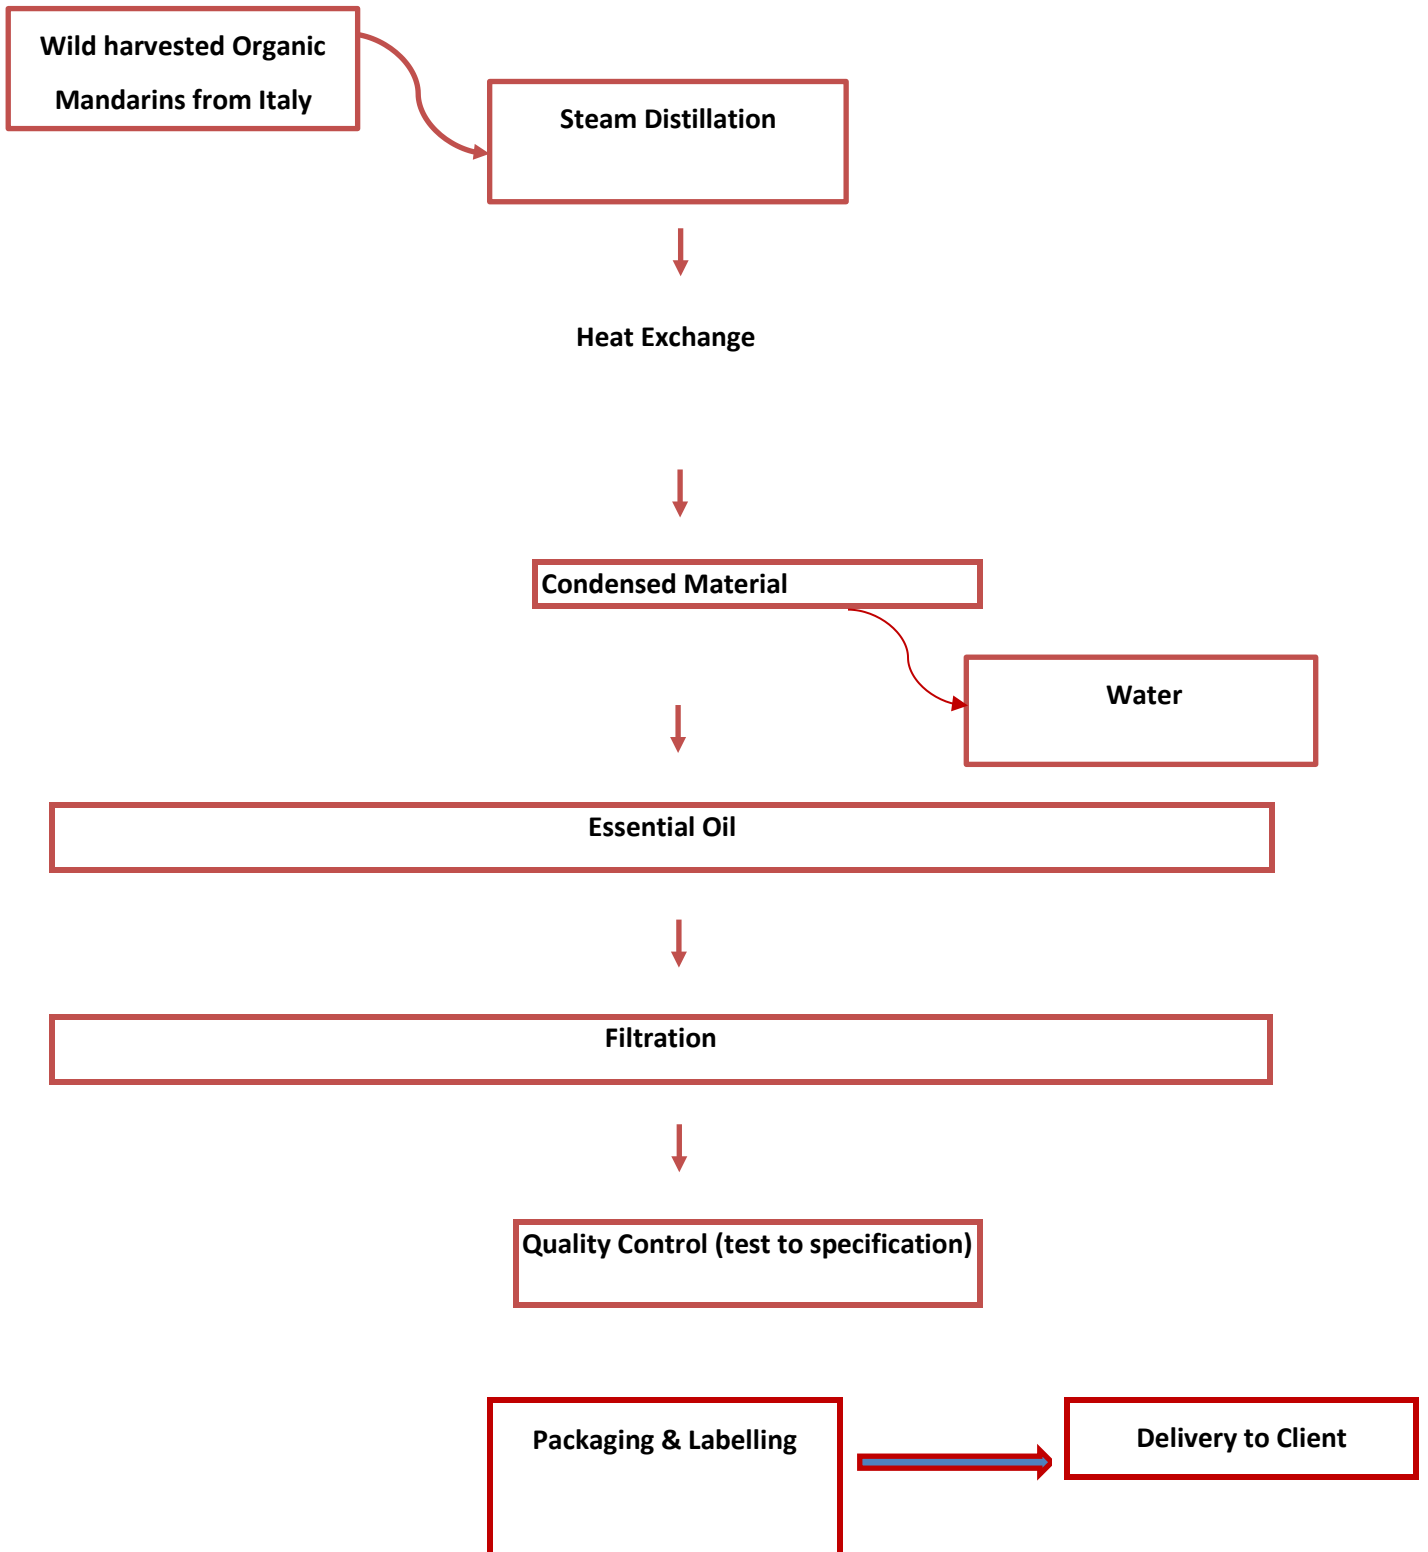 Wild harvested Organic
Mandarins from Italy
Steam Distillation
Heat Exchange
Condensed Material
Water
Essential Oil
Filtration
Quality Control (test to specification)
Packaging & Labelling
Delivery to Client